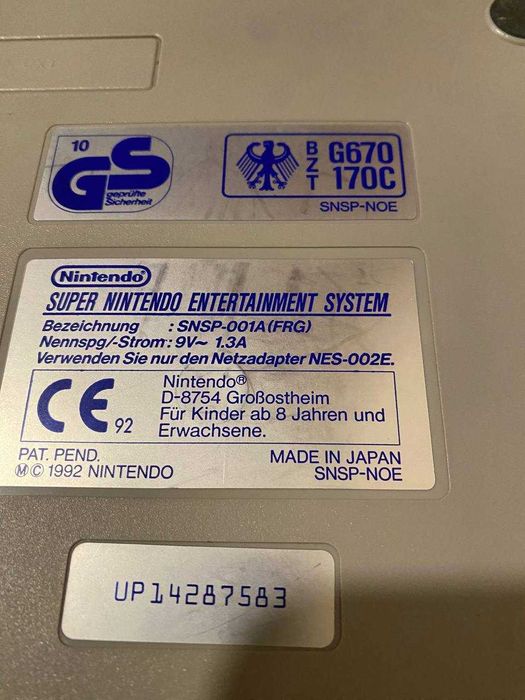 10
GS
geprüfte
Sicherheit
BZT
G670
170C
SNSP-NOE
Nintendo
SUPER NINTENDO ENTERTAINMENT SYSTEM
Bezeichnung : SNSP-001A(FRG)
Nennspg/-Strom: 9V~ 1.3A
Verwenden Sie nur den Netzadapter NES-002E.
CE 92
Nintendo®
D-8754 Großostheim
Für Kinder ab 8 Jahren und
Erwachsene.
PAT. PEND.
Ⓜ© 1992 NINTENDO
MADE IN JAPAN
SNSP-NOE
UP14287583